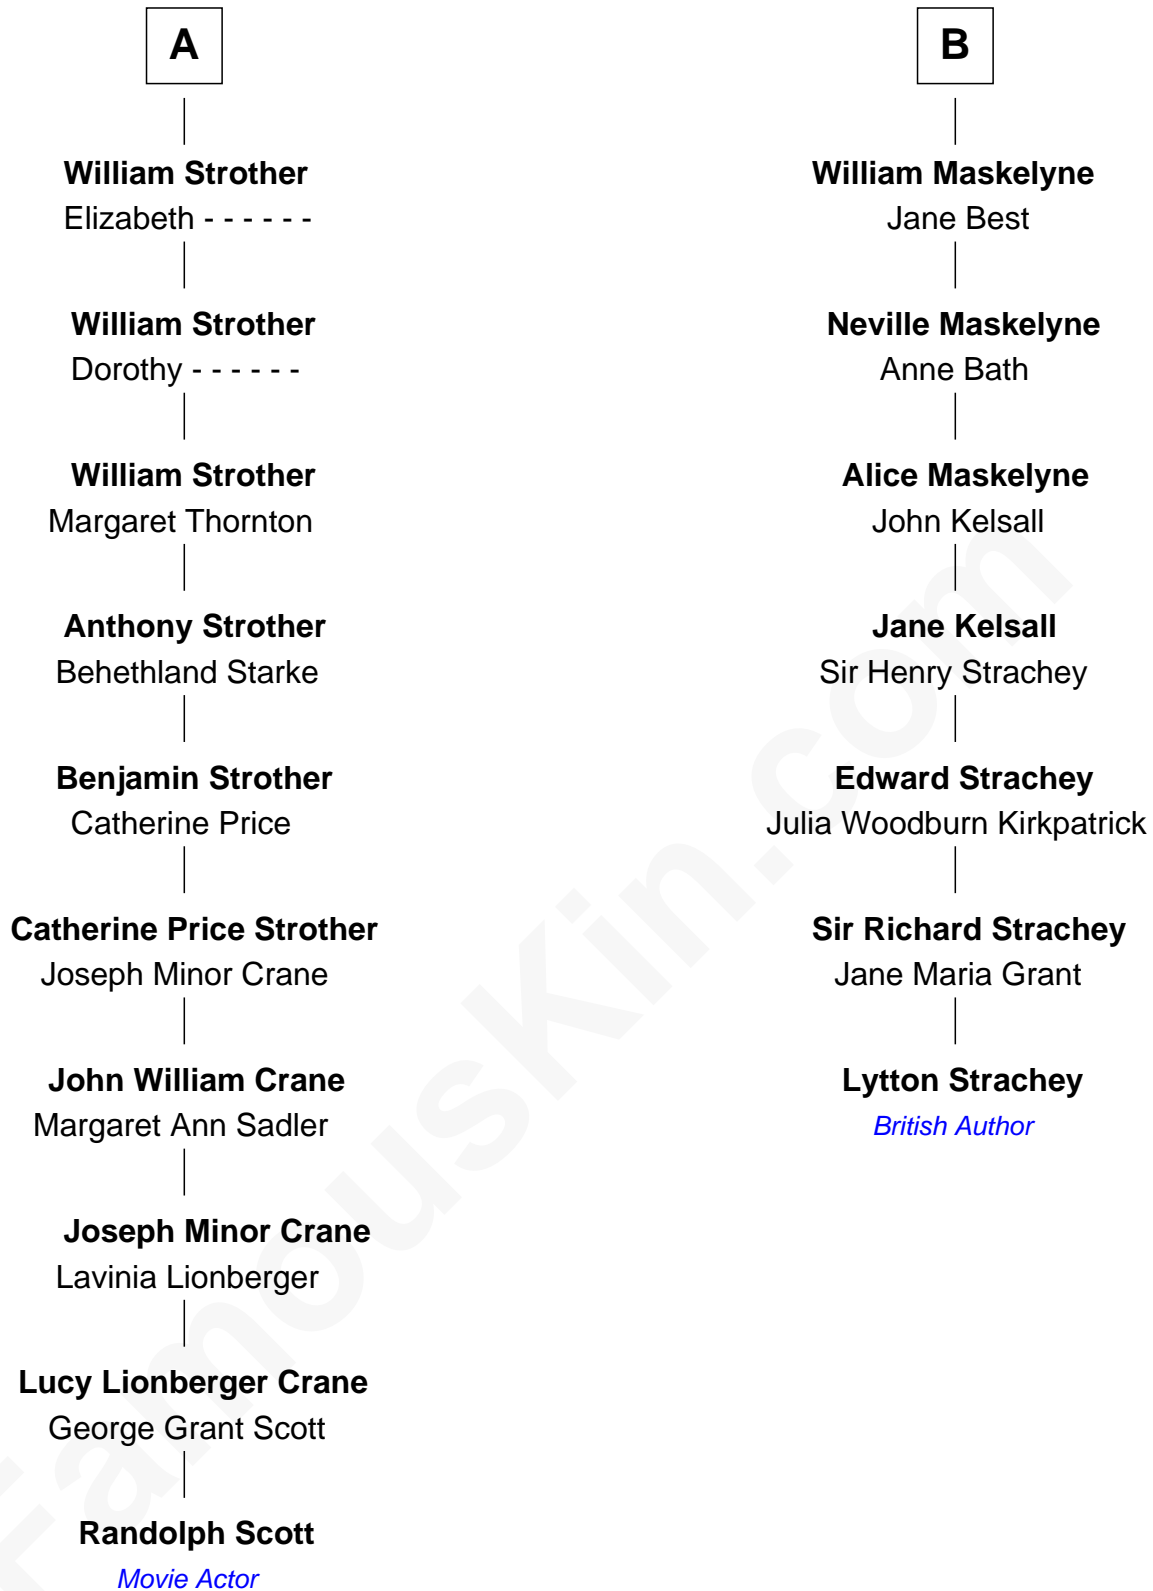 A
William Strother
Elizabeth - - - - - -
William Strother
Dorothy - - - - - -
William Strother
Margaret Thornton
Anthony Strother
Behethland Starke
Benjamin Strother
Catherine Price
Catherine Price Strother
Joseph Minor Crane
John William Crane
Margaret Ann Sadler
Joseph Minor Crane
Lavinia Lionberger
Lucy Lionberger Crane
George Grant Scott
Randolph Scott
Movie Actor
B
William Maskelyne
Jane Best
Neville Maskelyne
Anne Bath
Alice Maskelyne
John Kelsall
Jane Kelsall
Sir Henry Strachey
Edward Strachey
Julia Woodburn Kirkpatrick
Sir Richard Strachey
Jane Maria Grant
Lytton Strachey
British Author
FamousKin.com